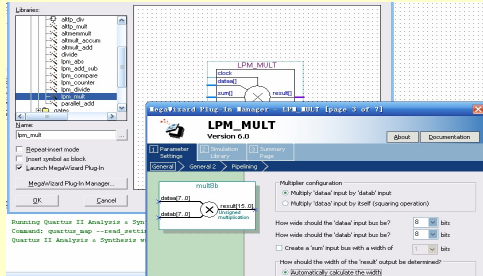 Libraries:
altfp_div
altfp_mult
altmemmult
altmult_accum
altmult_add
divide
lpm_abs
lpm_add_sub
lpm_compare
lpm_counter
lpm_divide
lpm_mult
parallel_add
gates
Name:
lpm_mult
...
Repeat-insert mode
Insert symbol as block
Launch MegaWizard Plug-In
MegaWizard Plug-In Manager...
OK
Cancel
LPM_MULT
clock
dataa[]
sum[]
result[]
MegaWizard Plug-In Manager - LPM_MULT [page 3 of 7]
LPM_MULT
Version 6.0
About
Documentation
1 Parameter Settings
2 Simulation Library
3 Summary Page
General
General 2
Pipelining
mult8b
dataa[7..0]
datab[7..0]
result[15..0]
Unsigned
multiplication
Multiplier configuration
Multiply 'dataa' input by 'datab' input
Multiply 'dataa' input by itself (squaring operation)
How wide should the 'dataa' input bus be? 8 bits
How wide should the 'datab' input bus be? 8 bits
Create a 'sum' input bus with a width of 1 bits
How should the width of the 'result' output be determined?
Automatically calculate the width
Running Quartus II Analysis & Syn
Command: quartus_map --read_setti
Quartus II Analysis & Synthesis w